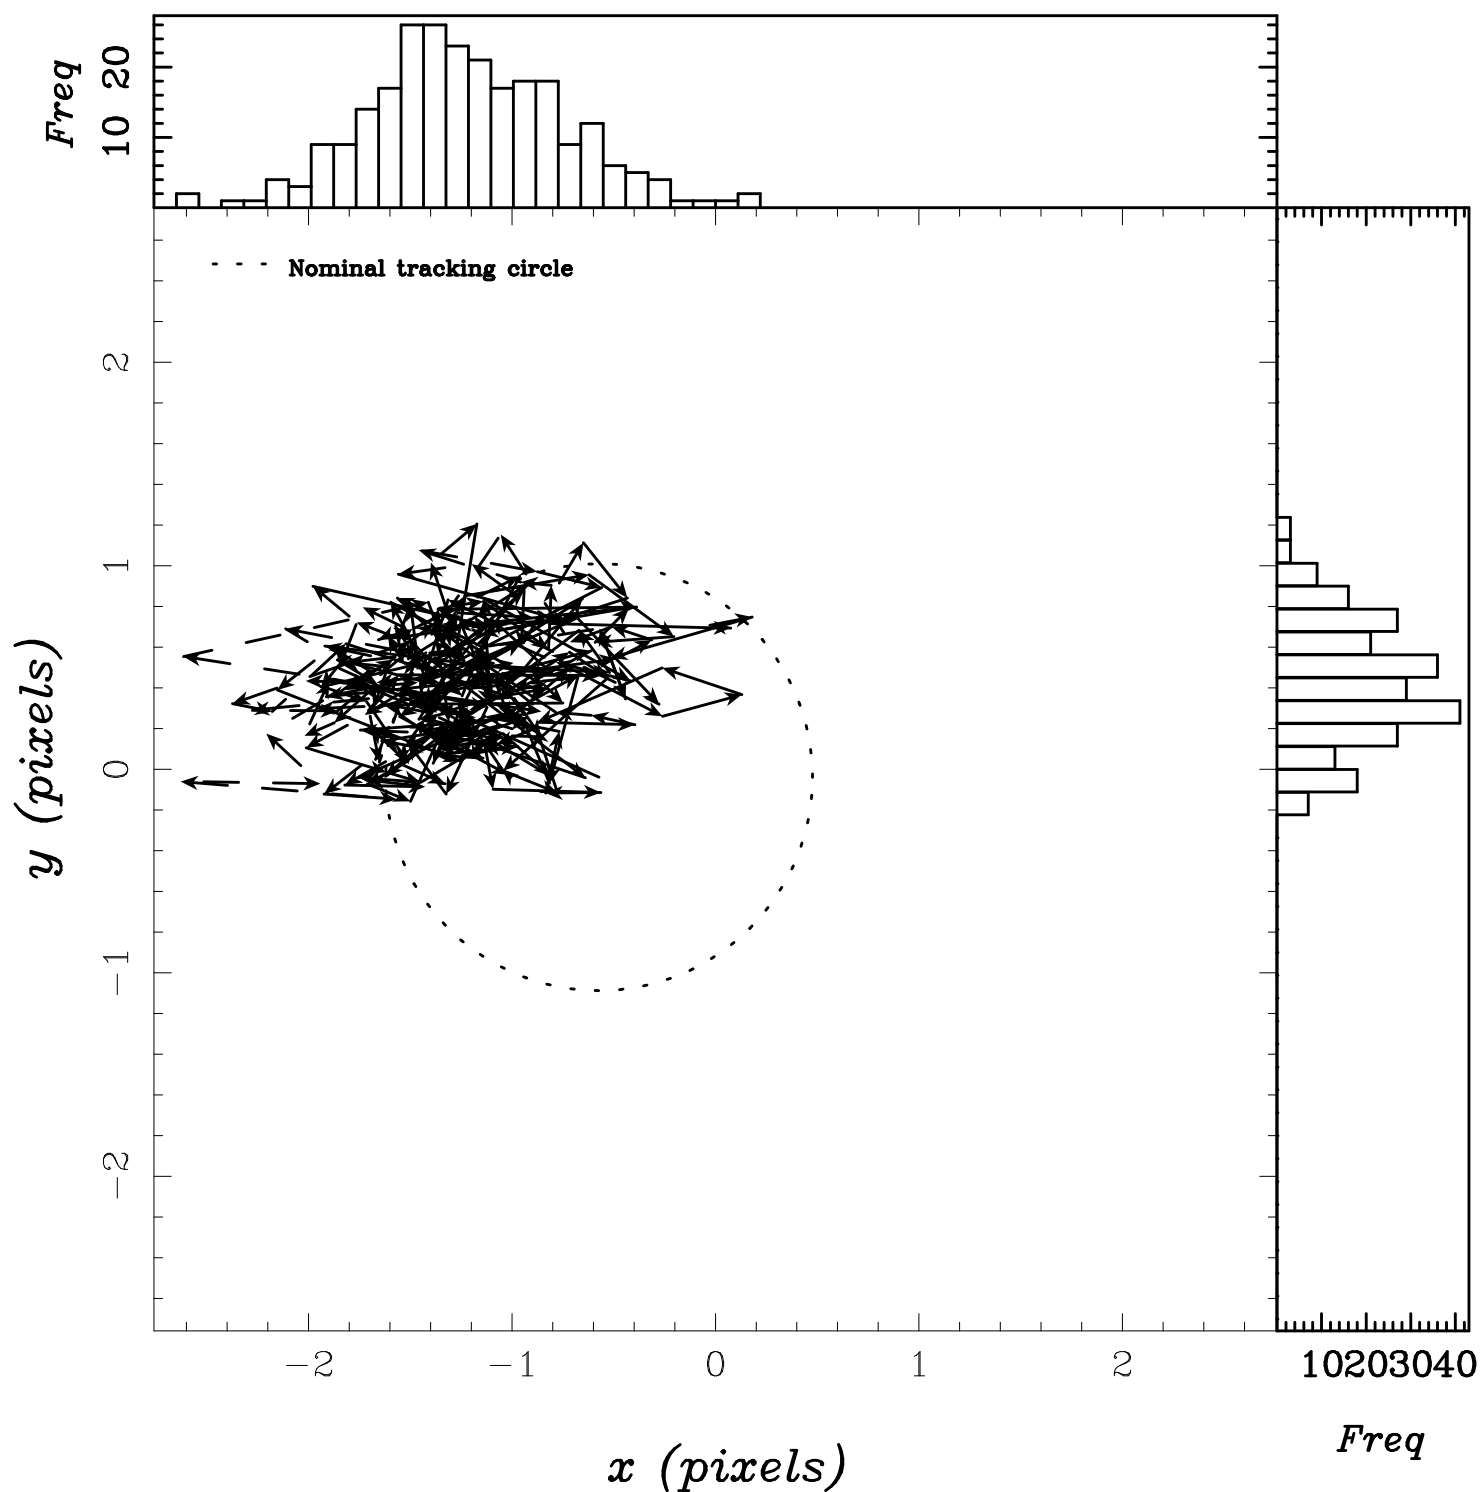 Freq
20
10
Nominal tracking circle
2
1
0
−1
−2
y (pixels)
−2 −1 0 1 2
10203040
x (pixels)
Freq